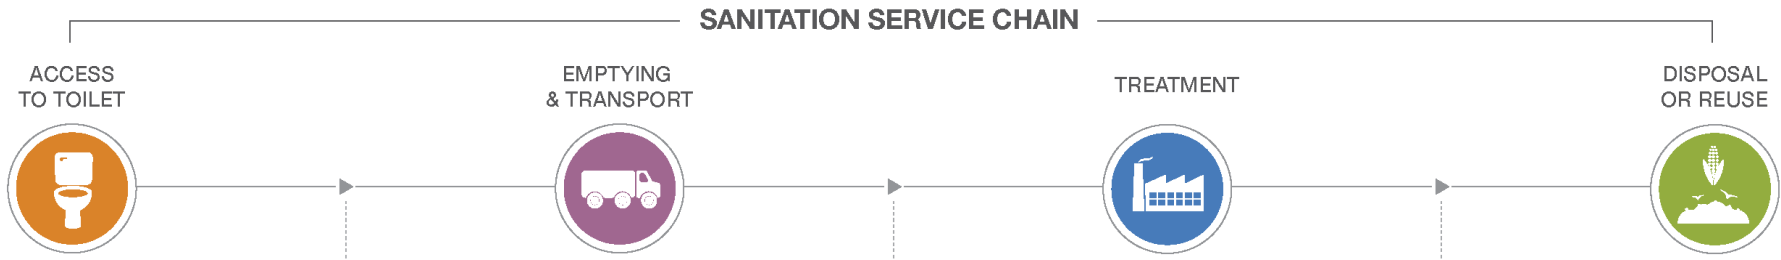 SANITATION SERVICE CHAIN
ACCESS
TO TOILET
EMPTYING
& TRANSPORT
TREATMENT
DISPOSAL
OR REUSE